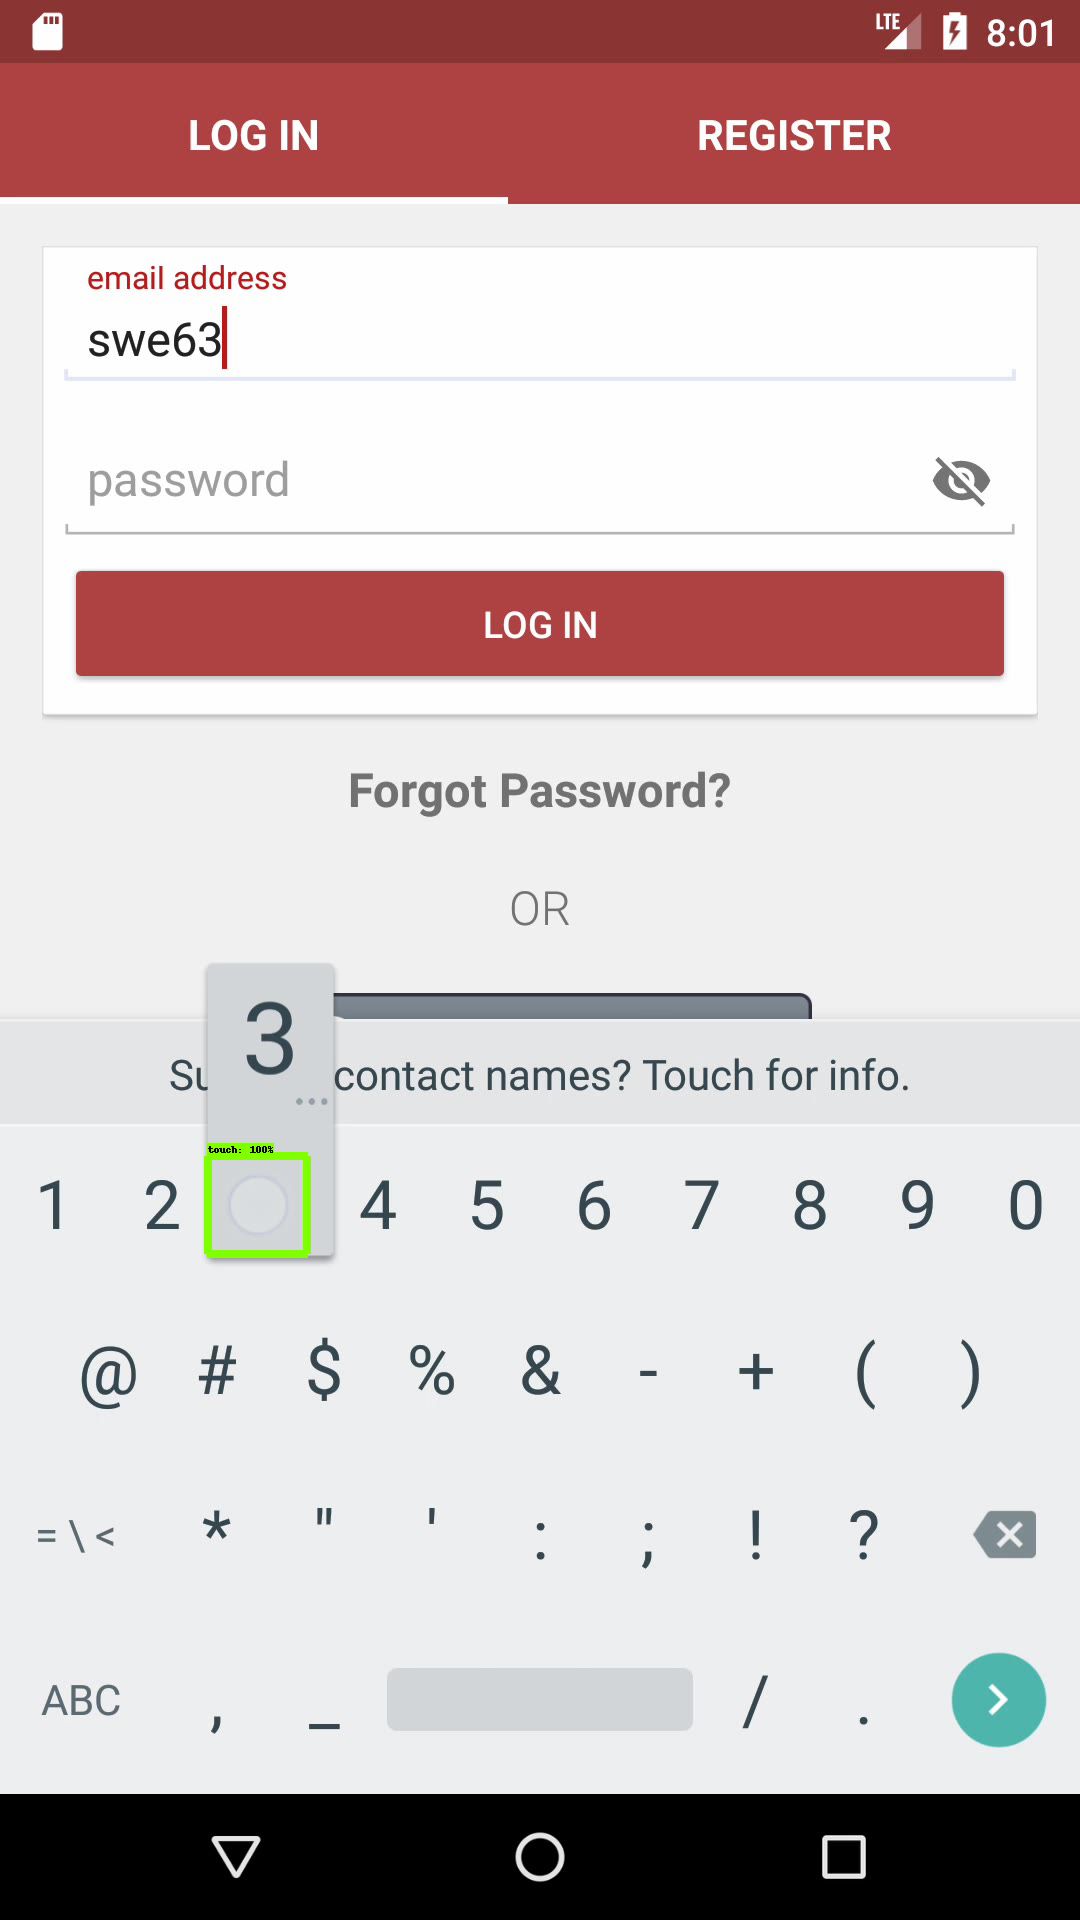 LTE 8:01
LOG IN REGISTER
email address
swe63
password
LOG IN
Forgot Password?
OR
3
...
Su contact names? Touch for info.
touch: 100%
1 2 4 5 6 7 8 9 0
@ # $ % & - + ( )
= \ < * " ' : ; ! ?
ABC , _ / .